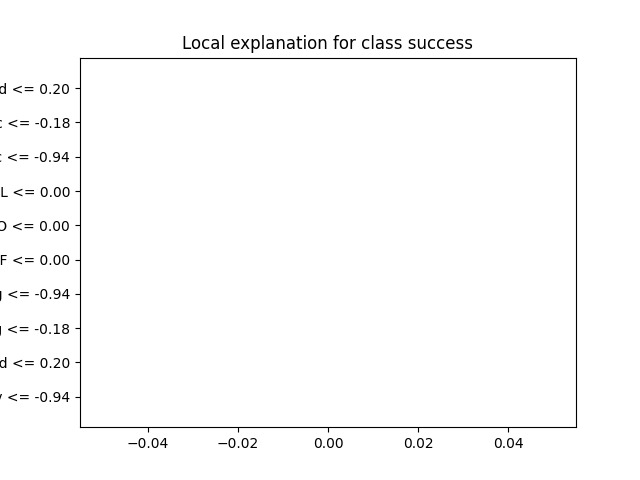 Local explanation for class success
d <= 0.20
c <= -0.18
c <= -0.94
L <= 0.00
O <= 0.00
F <= 0.00
g <= -0.94
g <= -0.18
d <= 0.20
y <= -0.94
−0.04 −0.02 0.00 0.02 0.04